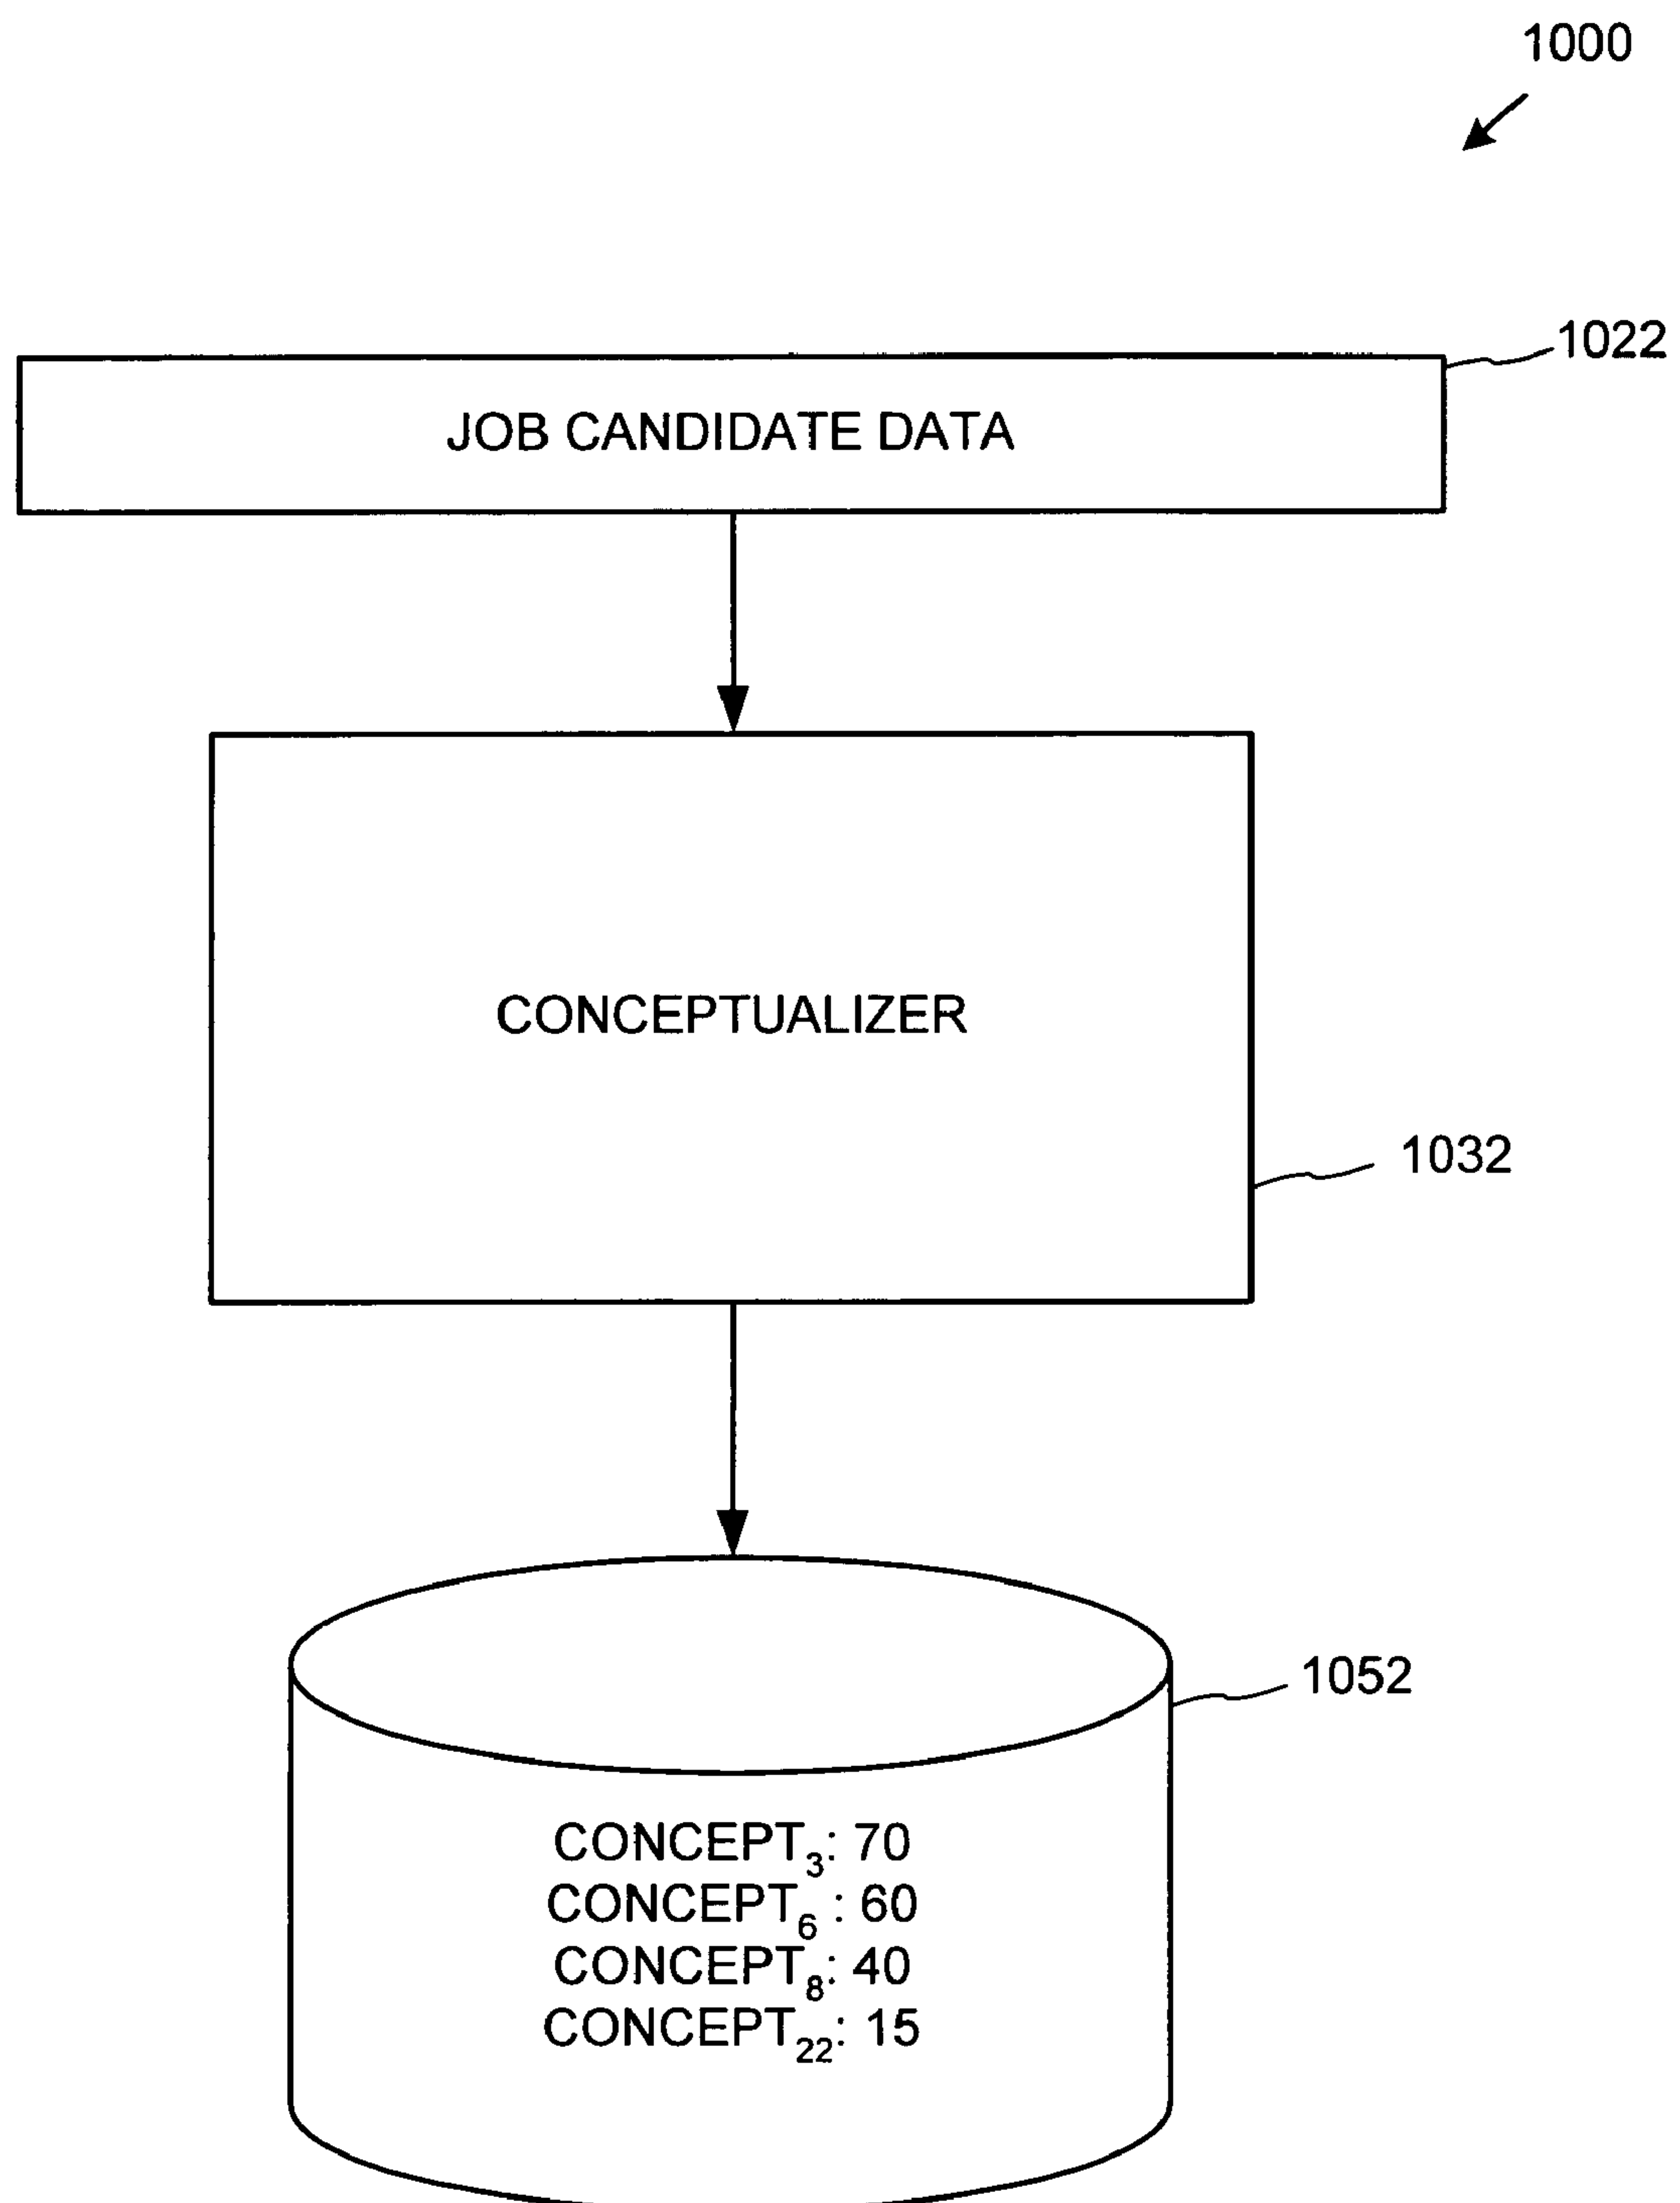 1000
1022
JOB CANDIDATE DATA
CONCEPTUALIZER
1032
1052
CONCEPT₃: 70
CONCEPT₆ : 60
CONCEPT₈: 40
CONCEPT₂₂: 15